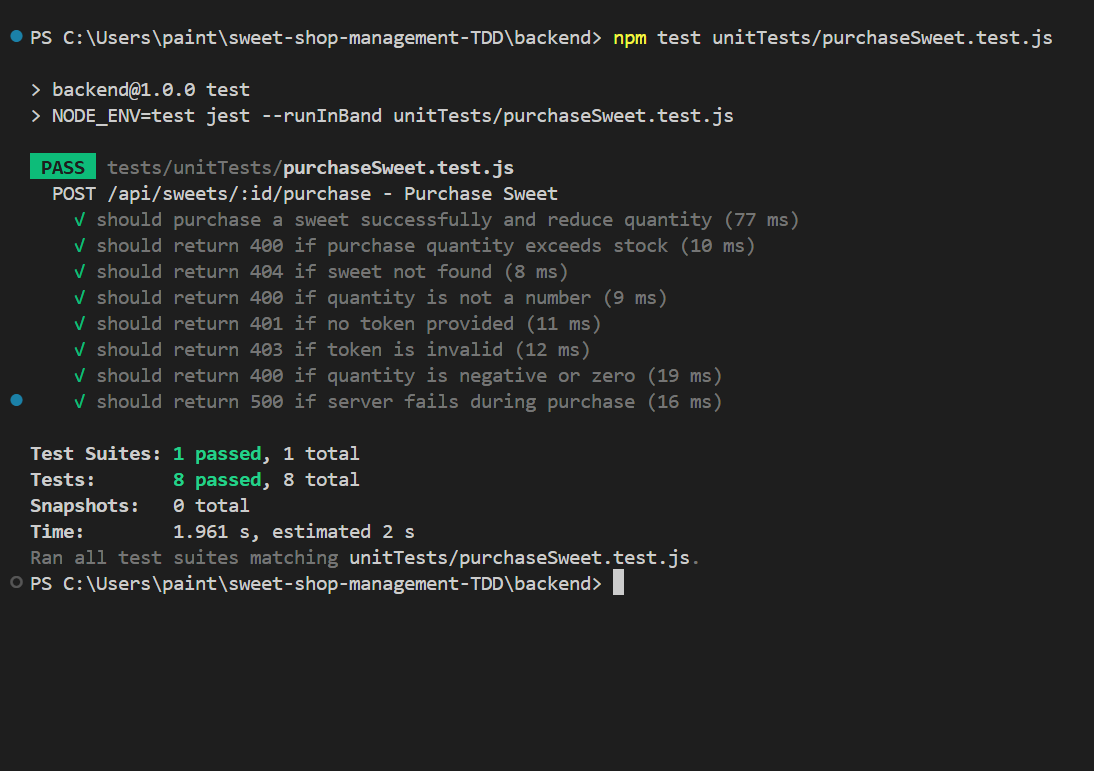 PS C:\Users\paint\sweet-shop-management-TDD\backend> npm test unitTests/purchaseSweet.test.js
> backend@1.0.0 test
> NODE_ENV=test jest --runInBand unitTests/purchaseSweet.test.js
PASS tests/unitTests/purchaseSweet.test.js
POST /api/sweets/:id/purchase - Purchase Sweet
√ should purchase a sweet successfully and reduce quantity (77 ms)
√ should return 400 if purchase quantity exceeds stock (10 ms)
√ should return 404 if sweet not found (8 ms)
√ should return 400 if quantity is not a number (9 ms)
√ should return 401 if no token provided (11 ms)
√ should return 403 if token is invalid (12 ms)
√ should return 400 if quantity is negative or zero (19 ms)
√ should return 500 if server fails during purchase (16 ms)
Test Suites: 1 passed, 1 total
Tests: 8 passed, 8 total
Snapshots: 0 total
Time: 1.961 s, estimated 2 s
Ran all test suites matching unitTests/purchaseSweet.test.js.
PS C:\Users\paint\sweet-shop-management-TDD\backend>